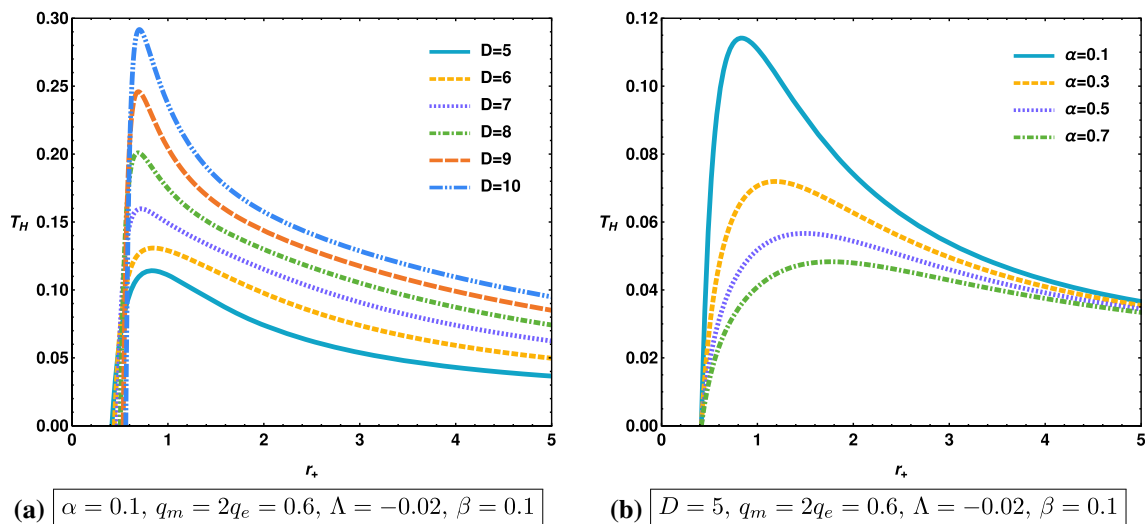 0.30
0.25
0.20
0.15
0.10
0.05
0.00
T_H
0 1 2 3 4 5
r_+
D=5
D=6
D=7
D=8
D=9
D=10
(a) α = 0.1, q_m = 2q_e = 0.6, Λ = −0.02, β = 0.1
0.12
0.10
0.08
0.06
0.04
0.02
0.00
T_H
0 1 2 3 4 5
r_+
α=0.1
α=0.3
α=0.5
α=0.7
(b) D = 5, q_m = 2q_e = 0.6, Λ = −0.02, β = 0.1